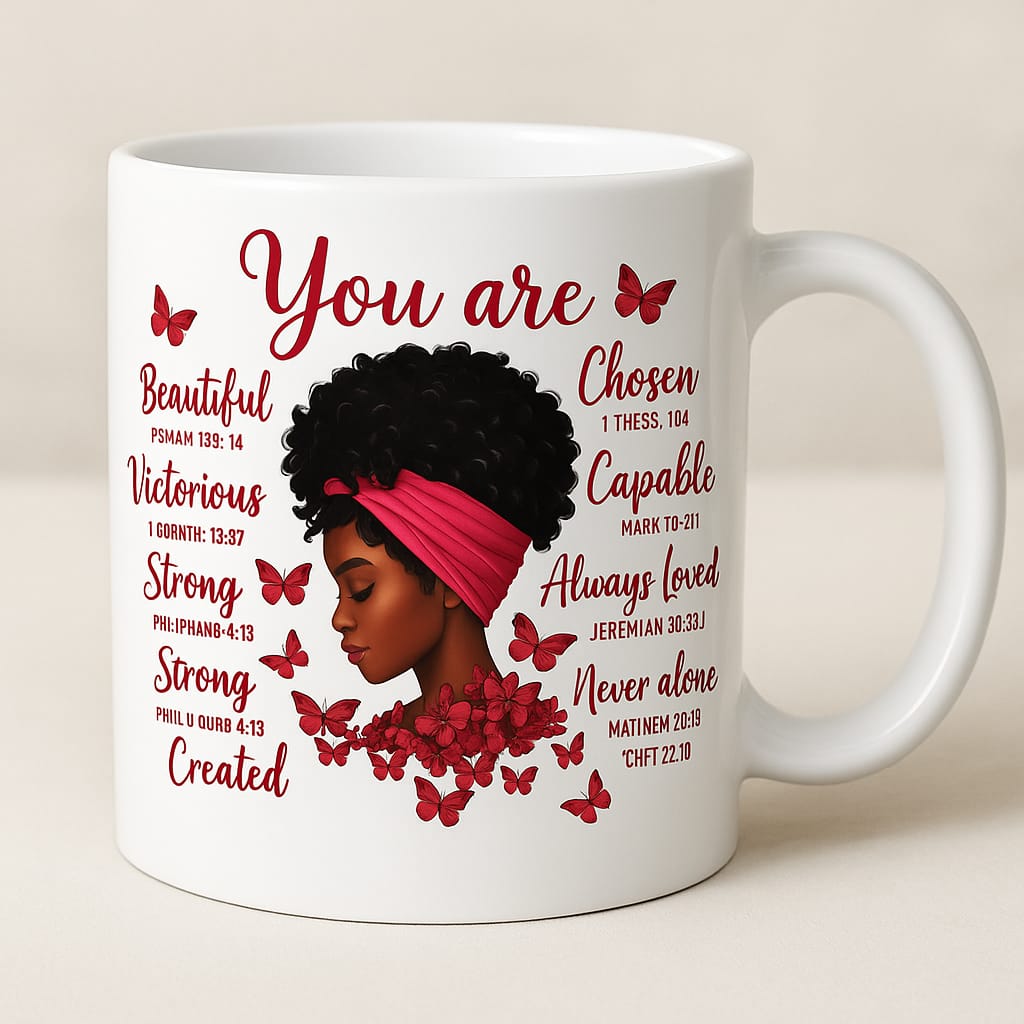 You are
Beautiful
PSMAM 139: 14
Victorious
1 GORNTH: 13:37
Strong
PHI:IPHAN6·4:13
Strong
PHIL U OURB 4:13
Created
Chosen
1 THESS, 104
Capable
MARK TO-211
Always Loved
JEREMIAN 30:33J
Never alone
MATINEM 20:19
'CHFT 22.10